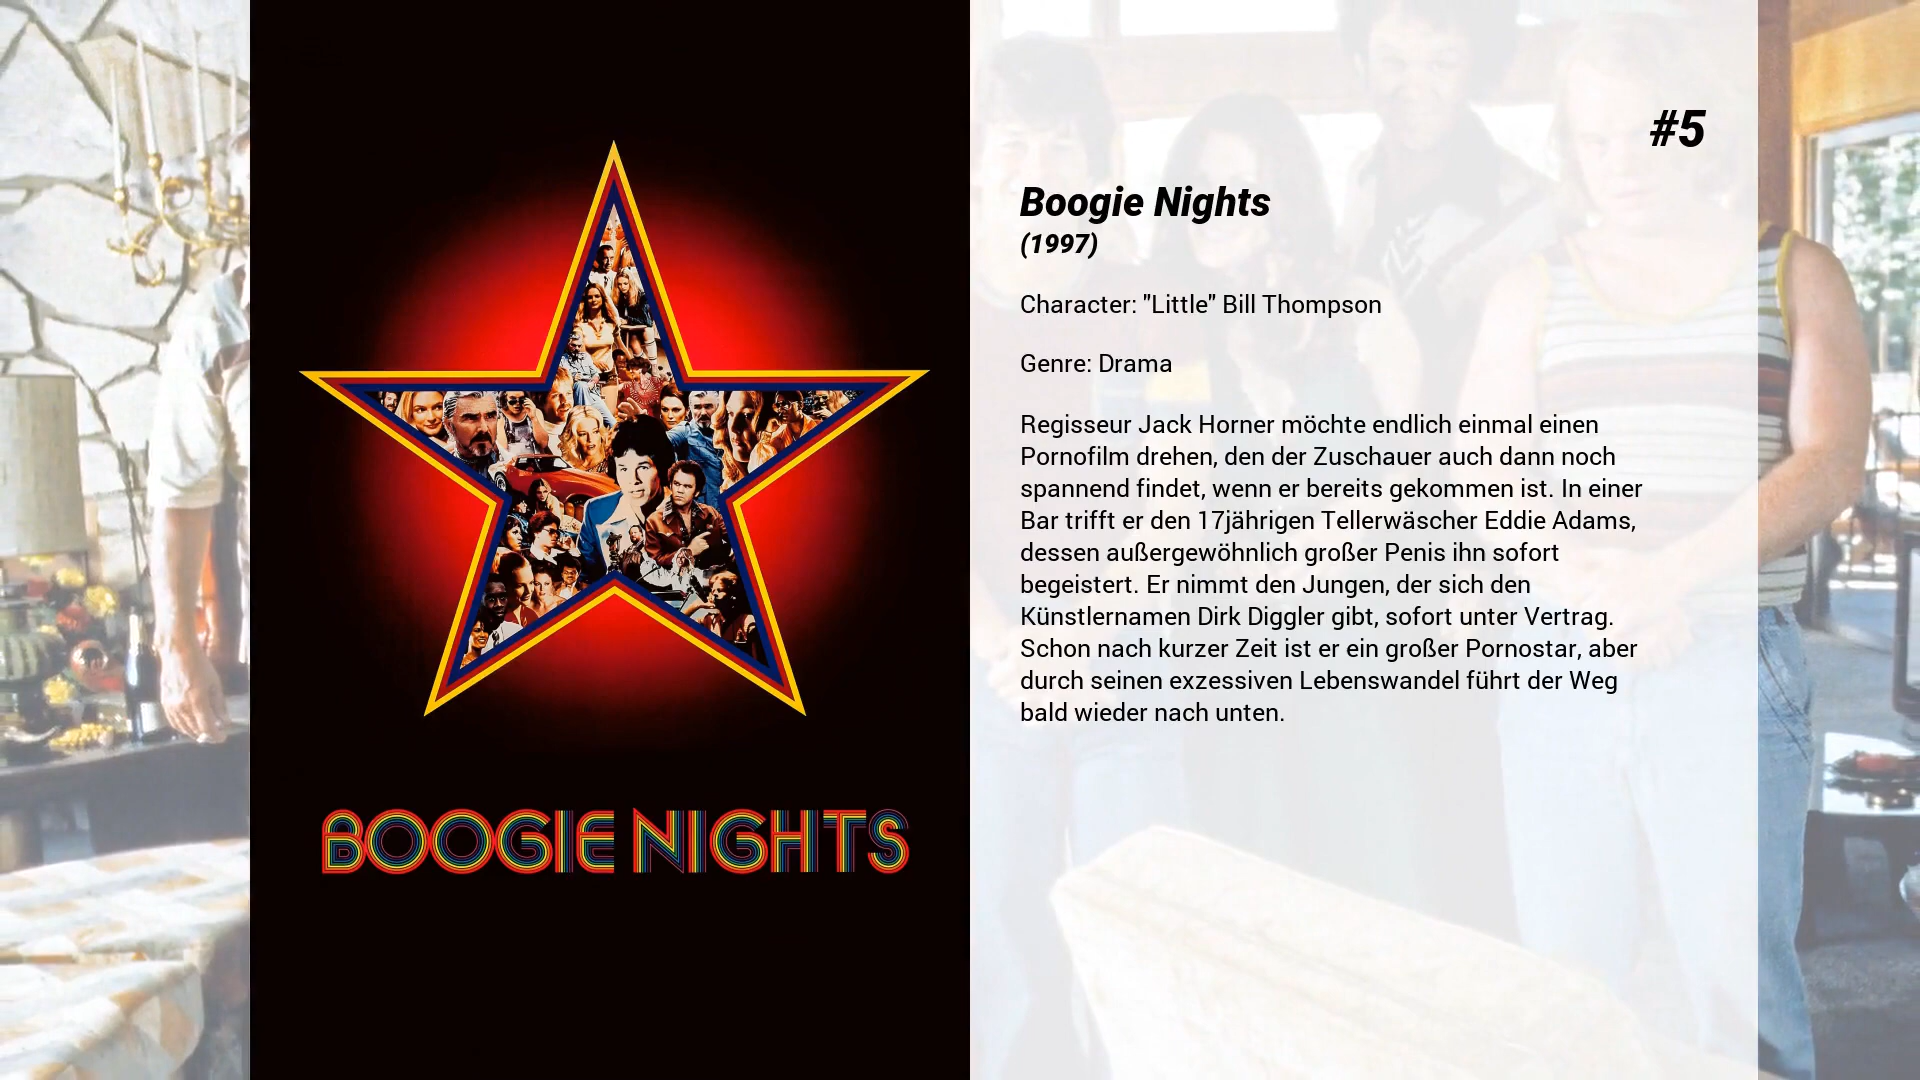 #5
Boogie Nights
(1997)
Character: "Little" Bill Thompson
Genre: Drama
Regisseur Jack Horner möchte endlich einmal einen
Pornofilm drehen, den der Zuschauer auch dann noch
spannend findet, wenn er bereits gekommen ist. In einer
Bar trifft er den 17jährigen Tellerwäscher Eddie Adams,
dessen außergewöhnlich großer Penis ihn sofort
begeistert. Er nimmt den Jungen, der sich den
Künstlernamen Dirk Diggler gibt, sofort unter Vertrag.
Schon nach kurzer Zeit ist er ein großer Pornostar, aber
durch seinen exzessiven Lebenswandel führt der Weg
bald wieder nach unten.
BOOGIE NIGHTS